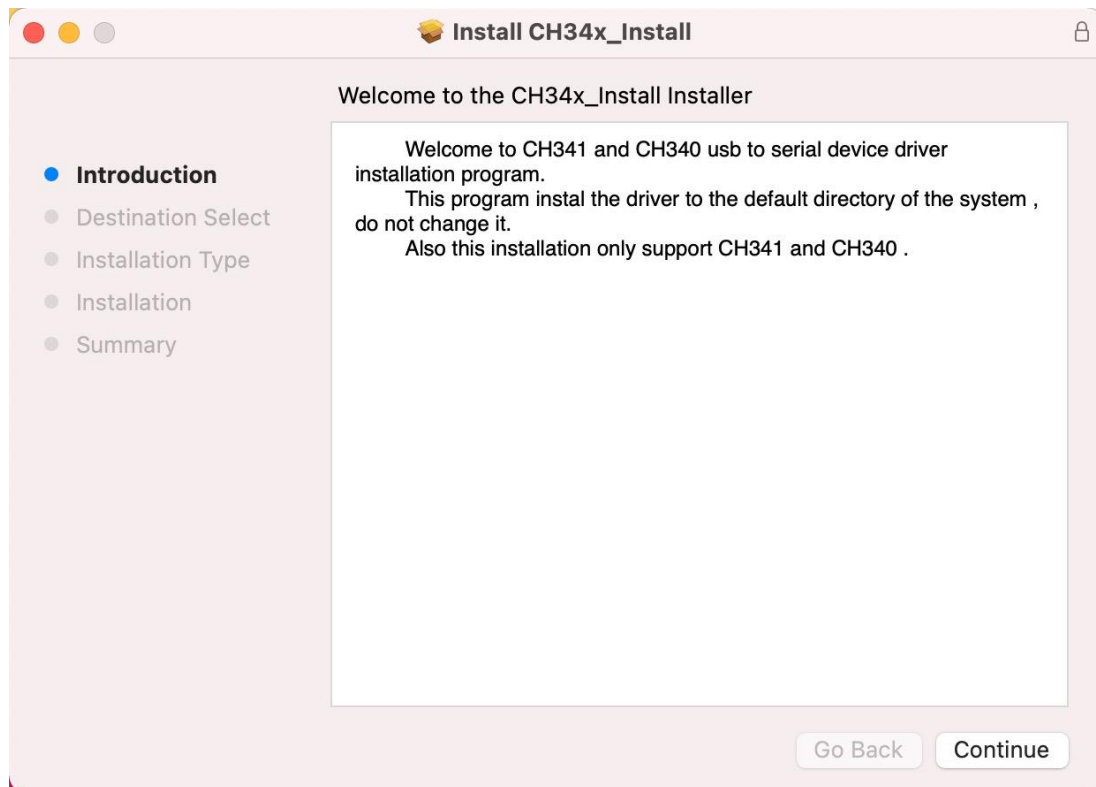 Install CH34x_Install
Welcome to the CH34x_Install Installer
Introduction
Destination Select
Installation Type
Installation
Summary
Welcome to CH341 and CH340 usb to serial device driver
installation program.
This program instal the driver to the default directory of the system ,
do not change it.
Also this installation only support CH341 and CH340 .
Go Back
Continue